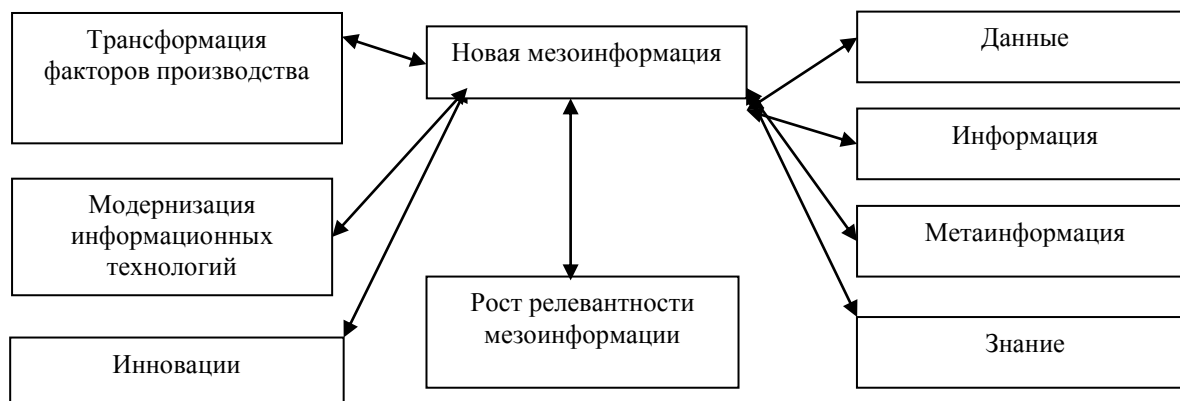 Трансформация
факторов производства
Модернизация
информационных
технологий
Инновации
Новая мезоинформация
Рост релевантности
мезоинформации
Данные
Информация
Метаинформация
Знание